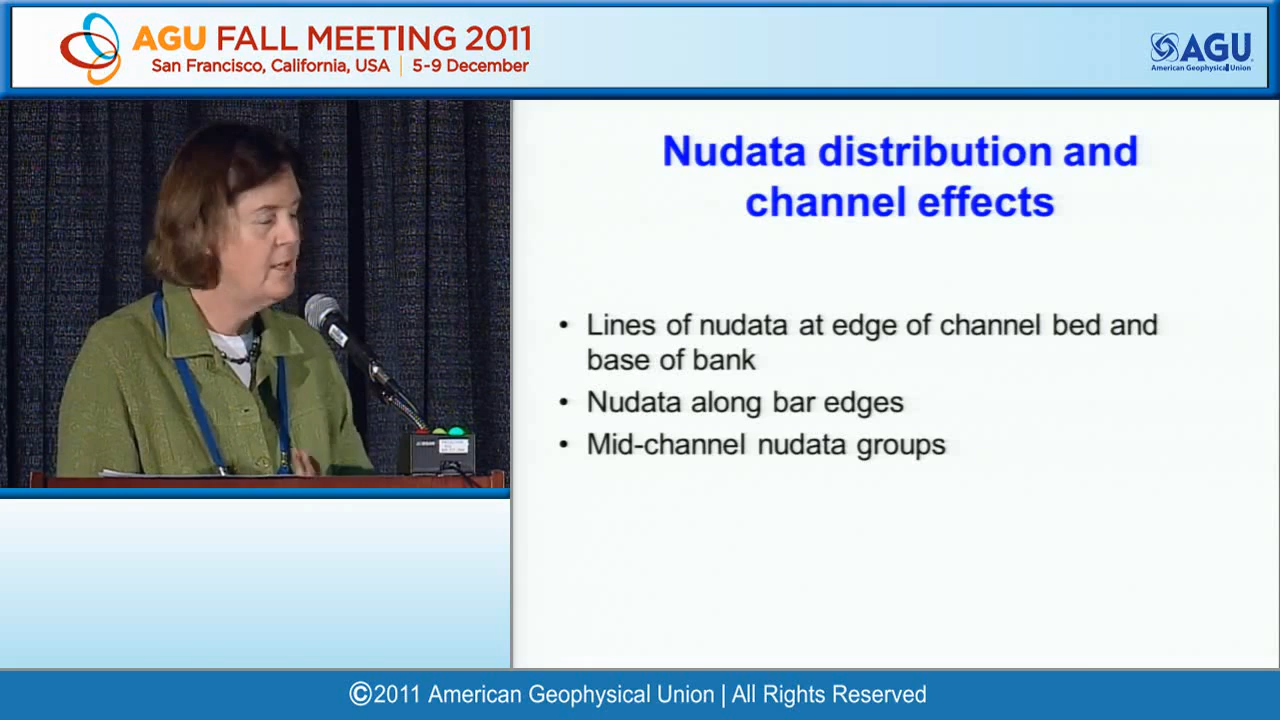 AGU FALL MEETING 2011
San Francisco, California, USA | 5-9 December
AGU
American Geophysical Union
Nudata distribution and
channel effects
• Lines of nudata at edge of channel bed and
base of bank
• Nudata along bar edges
• Mid-channel nudata groups
©2011 American Geophysical Union | All Rights Reserved